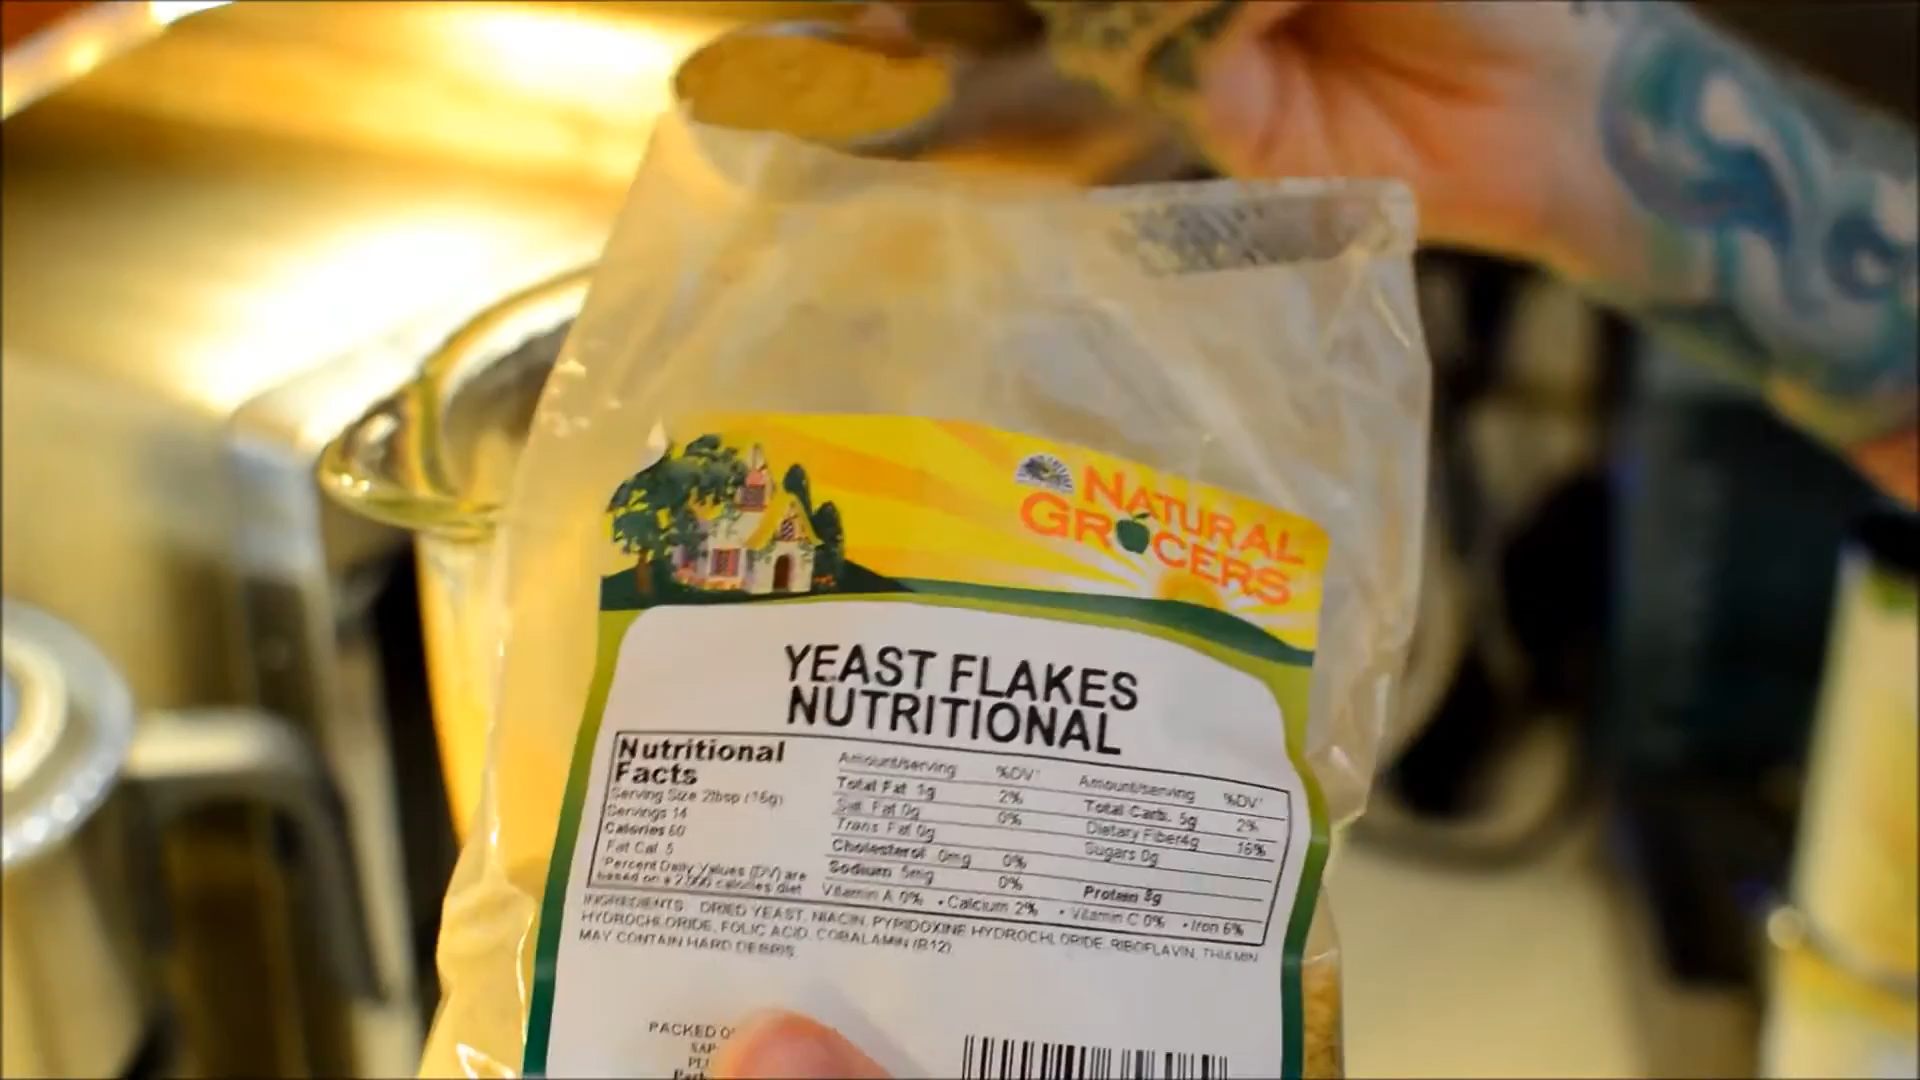 NATURAL
GROCERS
YEAST FLAKES
NUTRITIONAL
Nutritional
Facts
Serving Size 2tbsp (16g)
Servings 14
Calories 60
Fat Cal. 5
*Percent Daily Values (DV) are
based on a 2,000 calories diet
Amount/serving %DV*
Total Fat 1g 2%
Sat. Fat 0g 0%
Trans Fat 0g
Cholesterol 0mg 0%
Sodium 5mg 0%
Amount/serving %DV*
Total Carb. 5g 2%
Dietary Fiber4g 16%
Sugars 0g
Protein 8g
Vitamin A 0% • Calcium 2% • Vitamin C 0% • Iron 6%
INGREDIENTS: DRIED YEAST, NIACIN, PYRIDOXINE HYDROCHLORIDE, RIBOFLAVIN, THIAMIN
HYDROCHLORIDE, FOLIC ACID, COBALAMIN (B12).
MAY CONTAIN HARD DEBRIS.
PACKED